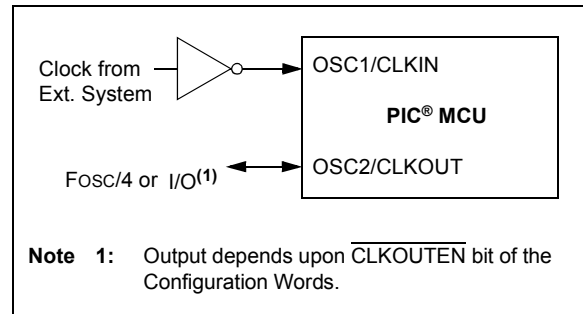 Clock from
Ext. System
OSC1/CLKIN
PIC® MCU
FOSC/4 or I/O(1)
OSC2/CLKOUT
Note 1: Output depends upon CLKOUTEN bit of the
Configuration Words.